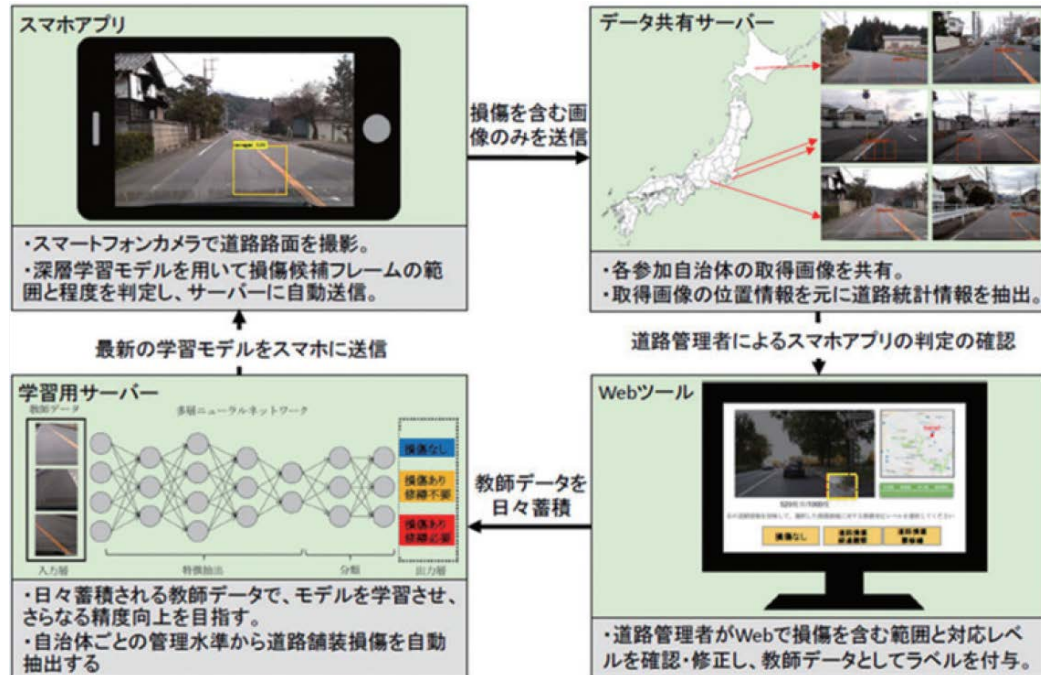 スマホアプリ
・スマートフォンカメラで道路路面を撮影。
・深層学習モデルを用いて損傷候補フレームの範
囲と程度を判定し、サーバーに自動送信。
損傷を含む画
像のみを送信
データ共有サーバー
・各参加自治体の取得画像を共有。
・取得画像の位置情報を元に道路統計情報を抽出。
道路管理者によるスマホアプリの判定の確認
Webツール
損傷なし
・道路管理者がWebで損傷を含む範囲と対応レベ
ルを確認・修正し、教師データとしてラベルを付与。
教師データを
日々蓄積
学習用サーバー
教師データ
多層ニューラルネットワーク
損傷なし
損傷あり
修繕不要
損傷あり
修繕必要
入力層
特徴抽出
分類
出力層
・日々蓄積される教師データで、モデルを学習させ、
さらなる精度向上を目指す。
・自治体ごとの管理水準から道路舗装損傷を自動
抽出する
最新の学習モデルをスマホに送信